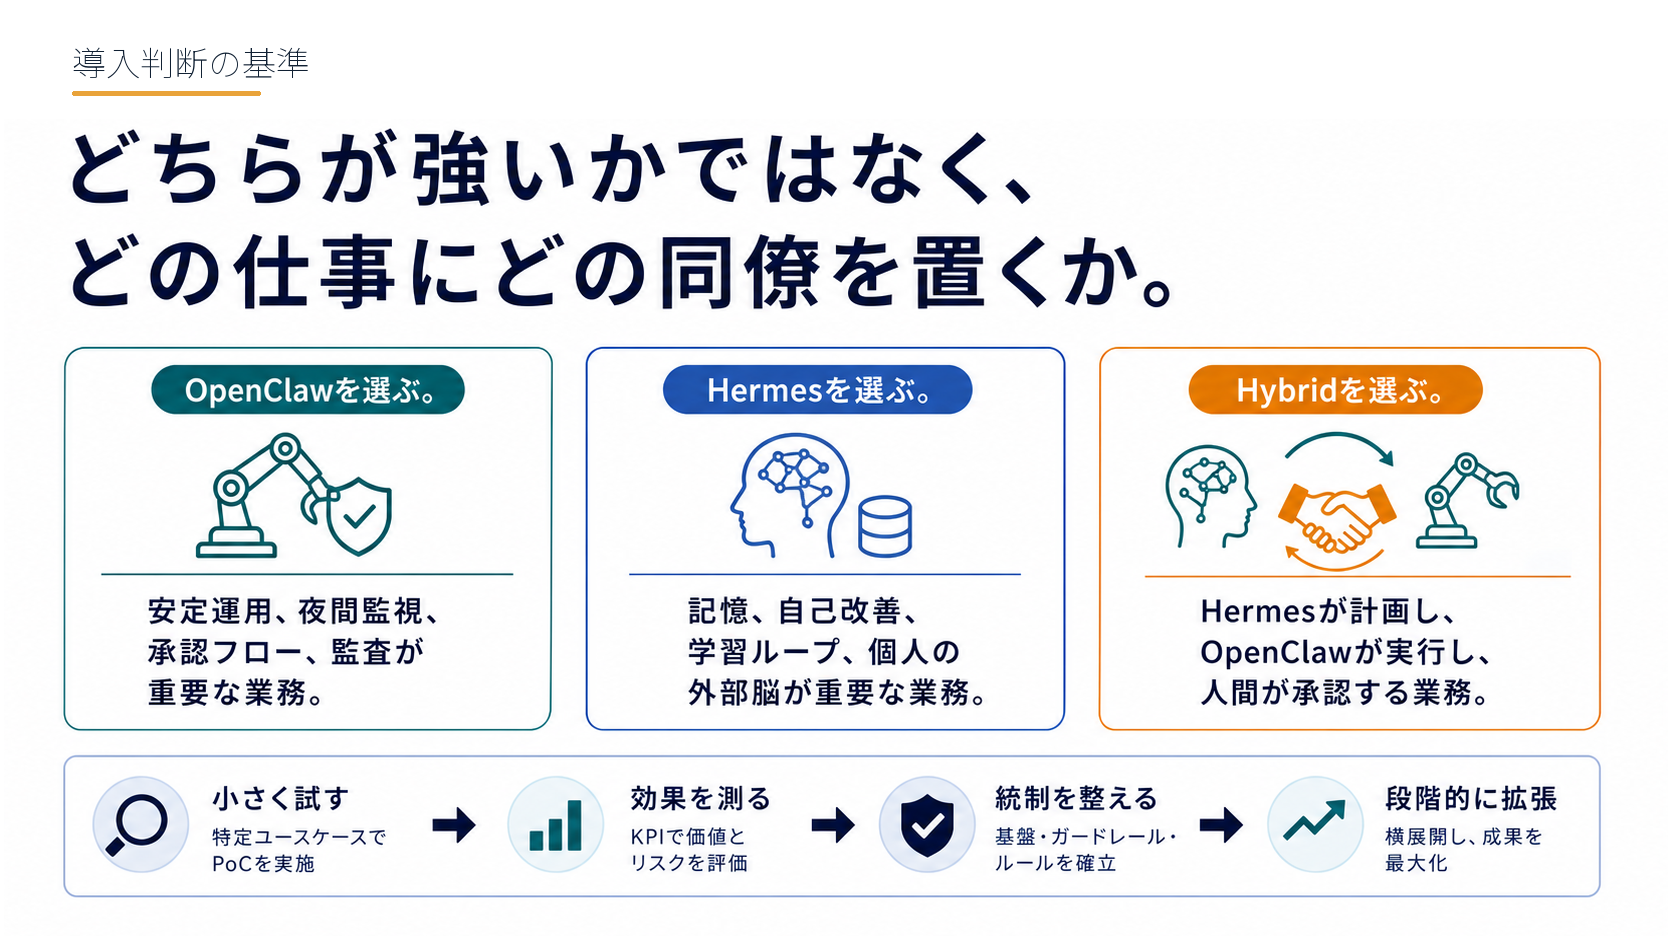 導入判断の基準
どちらが強いかではなく、
どの仕事にどの同僚を置くか。
OpenClawを選ぶ。
安定運用、夜間監視、
承認フロー、監査が
重要な業務。
Hermesを選ぶ。
記憶、自己改善、
学習ループ、個人の
外部脳が重要な業務。
Hybridを選ぶ。
Hermesが計画し、
OpenClawが実行し、
人間が承認する業務。
小さく試す
特定ユースケースで
PoCを実施
効果を測る
KPIで価値と
リスクを評価
統制を整える
基盤・ガードレール・
ルールを確立
段階的に拡張
横展開し、成果を
最大化